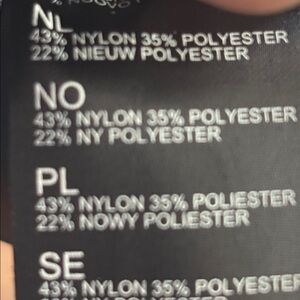 NL
43% NYLON 35% POLYESTER
22% NIEUW POLYESTER
NO
43% NYLON 35% POLYESTER
22% NY POLYESTER
PL
43% NYLON 35% POLIESTER
22% NOWY POLIESTER
SE
43% NYLON 35% POLYESTER